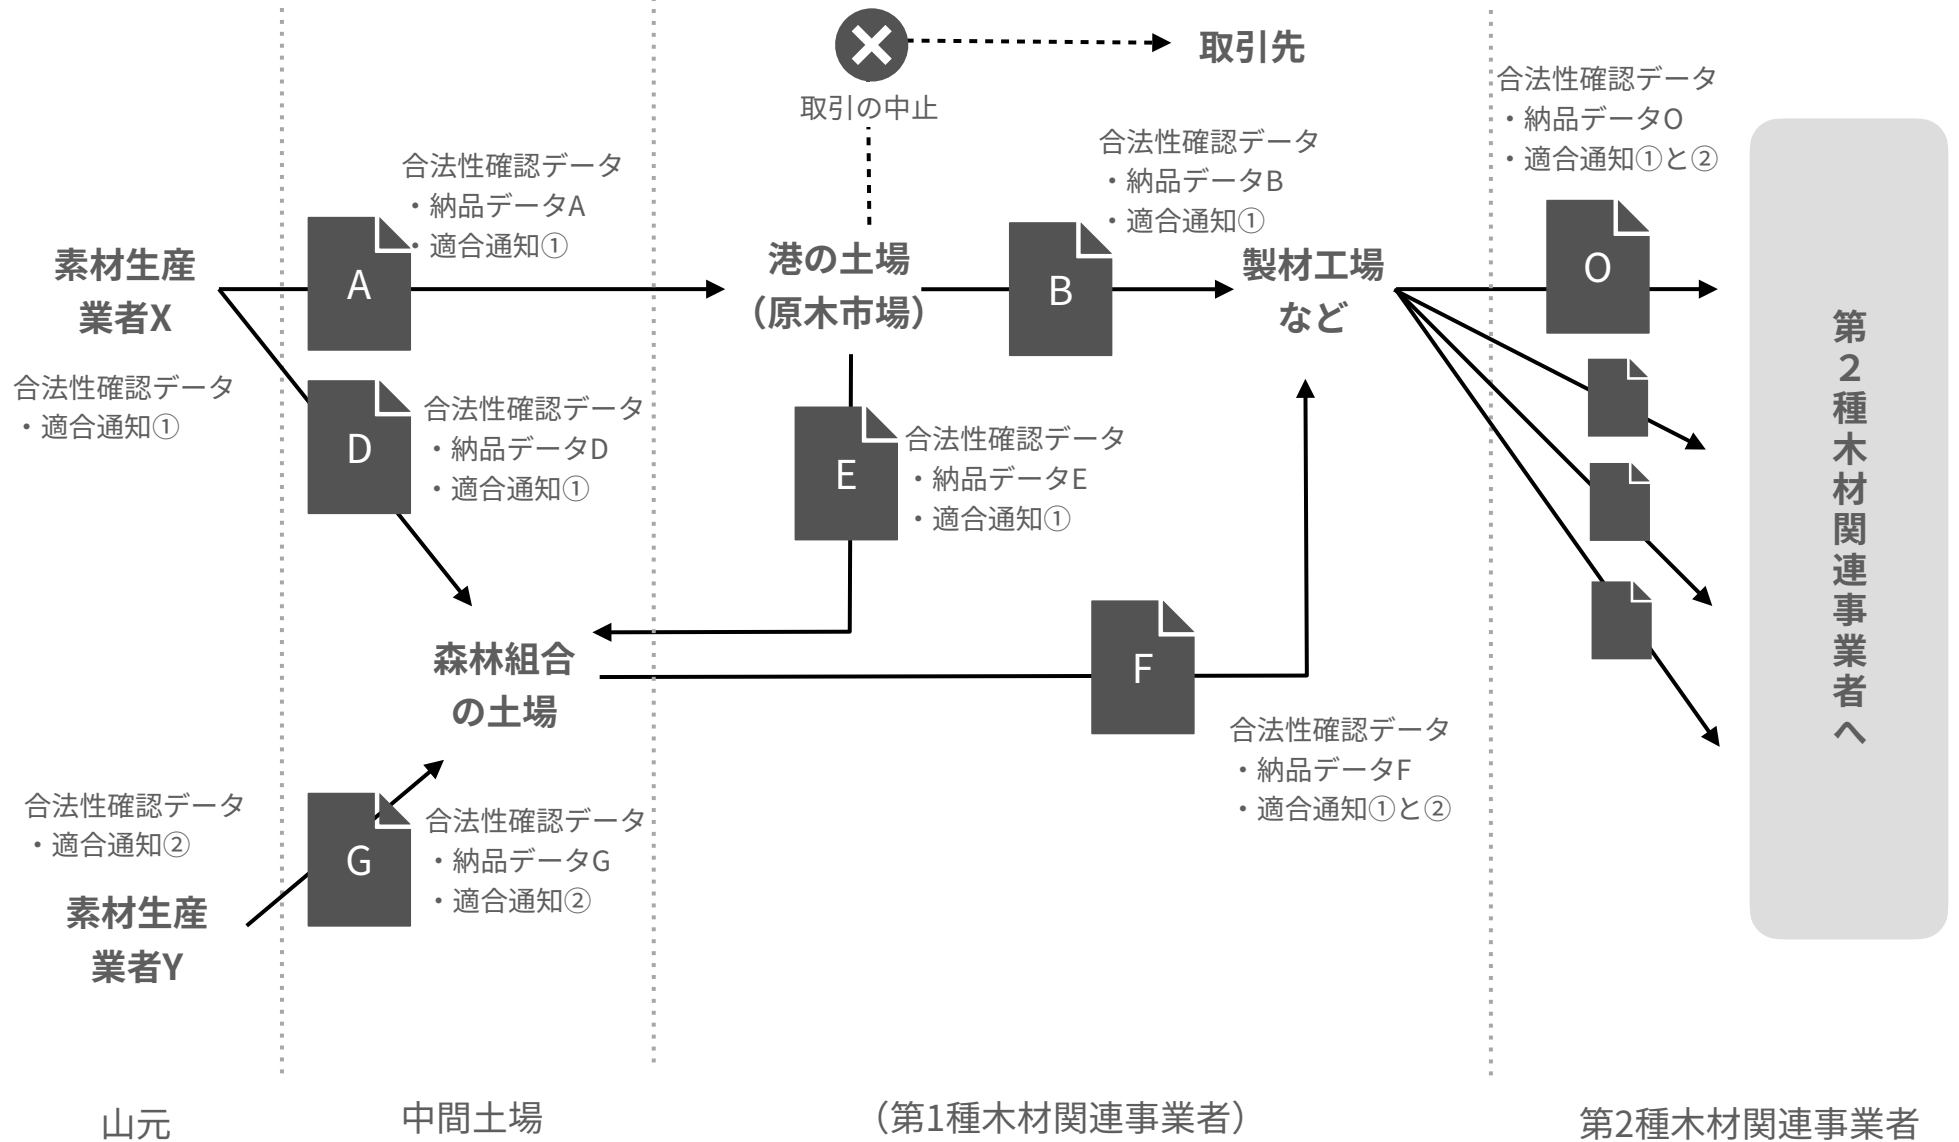 取引先
取引の中止
合法性確認データ
・納品データA
・適合通知①
合法性確認データ
・納品データB
・適合通知①
合法性確認データ
・納品データO
・適合通知①と②
素材生産
業者X
A
港の土場
（原木市場）
B
製材工場
など
O
合法性確認データ
・適合通知①
D
合法性確認データ
・納品データD
・適合通知①
E
合法性確認データ
・納品データE
・適合通知①
第２種木材関連事業者へ
森林組合
の土場
F
合法性確認データ
・納品データF
・適合通知①と②
合法性確認データ
・適合通知②
素材生産
業者Y
G
合法性確認データ
・納品データG
・適合通知②
山元
中間土場
（第1種木材関連事業者）
第2種木材関連事業者